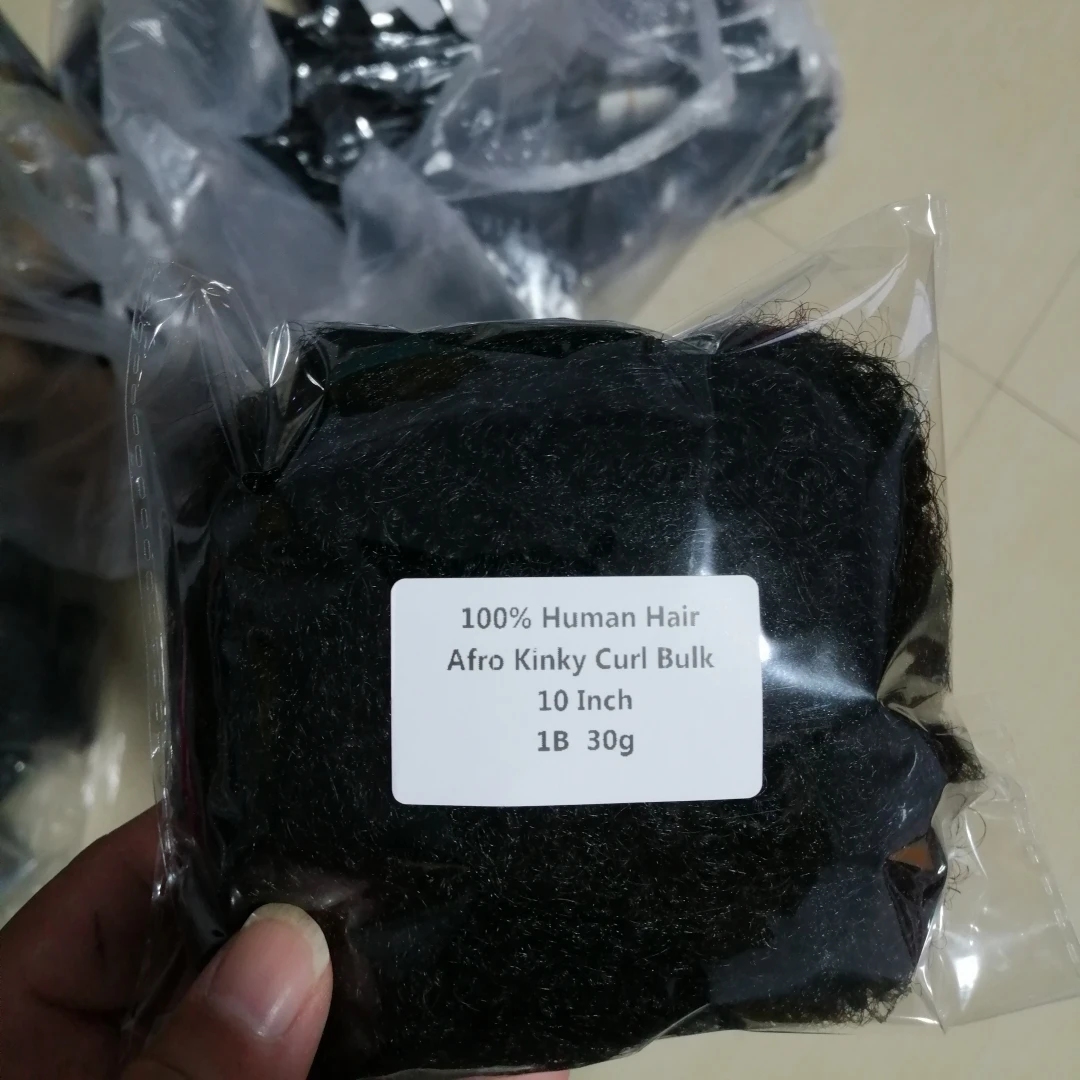 100% Human Hair
Afro Kinky Curl Bulk
10 Inch
1B 30g